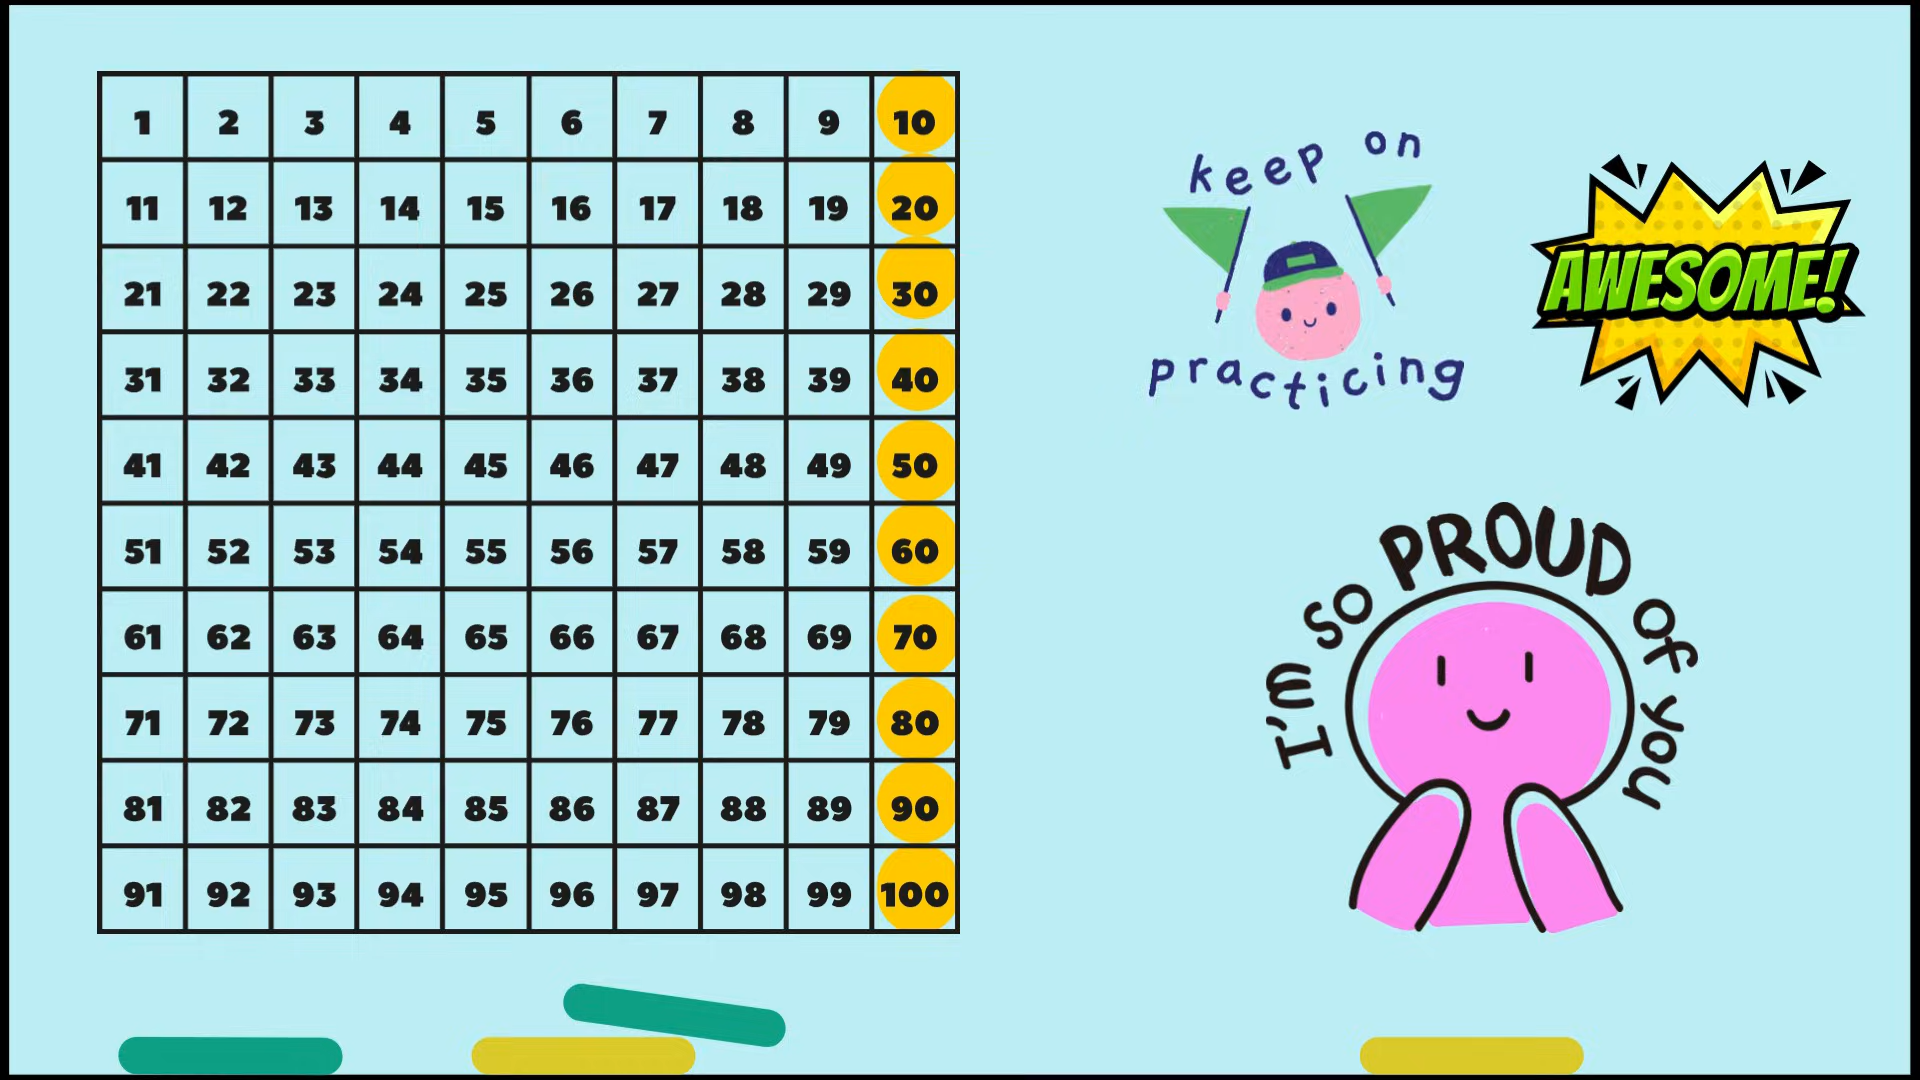 1 2 3 4 5 6 7 8 9 10
11 12 13 14 15 16 17 18 19 20
21 22 23 24 25 26 27 28 29 30
31 32 33 34 35 36 37 38 39 40
41 42 43 44 45 46 47 48 49 50
51 52 53 54 55 56 57 58 59 60
61 62 63 64 65 66 67 68 69 70
71 72 73 74 75 76 77 78 79 80
81 82 83 84 85 86 87 88 89 90
91 92 93 94 95 96 97 98 99 100
keep on
practicing
AWESOME!
I'm so PROUD of you